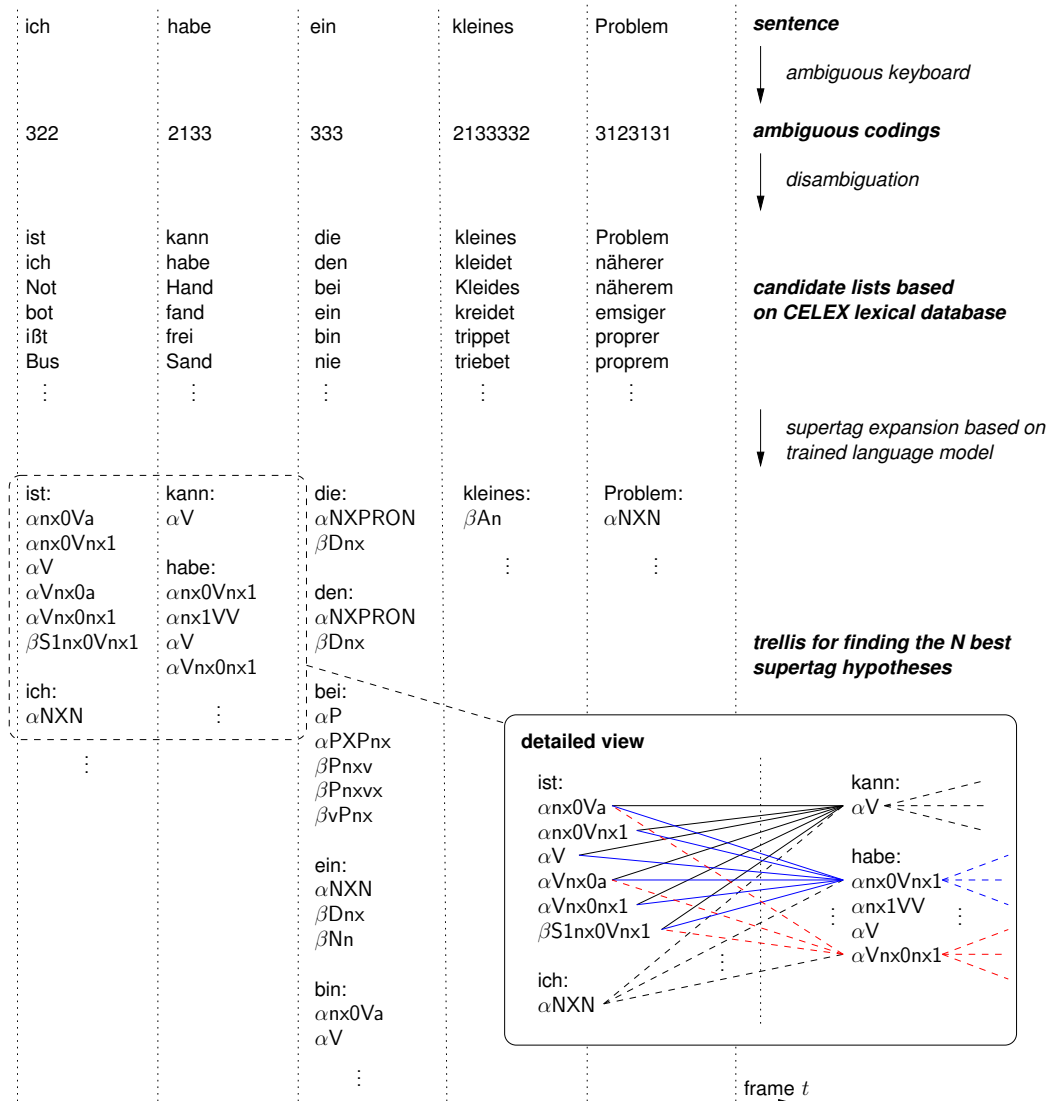 ich habe ein kleines Problem sentence
ambiguous keyboard
322 2133 333 2133332 3123131 ambiguous codings
disambiguation
ist kann die kleines Problem
ich habe den kleidet näherer
Not Hand bei Kleides näherem candidate lists based
bot fand ein kreidet emsiger on CELEX lexical database
ißt frei bin trippet proprer
Bus Sand nie triebet proprem
⋮ ⋮ ⋮ ⋮ ⋮
supertag expansion based on
trained language model
ist: kann: die: kleines: Problem:
αnx0Va αV αNXPRON βAn αNXN
αnx0Vnx1 βDnx
αV habe: ⋮ ⋮
αVnx0a αnx0Vnx1 den:
αVnx0nx1 αnx1VV αNXPRON
βS1nx0Vnx1 αV βDnx trellis for finding the N best
αVnx0nx1 supertag hypotheses
ich: bei:
αNXN ⋮ αP
αPXPnx
⋮ βPnxv
βPnxvx
βvPnx
ein:
αNXN
βDnx
βNn
bin:
αnx0Va
αV
⋮
detailed view
ist: kann:
αnx0Va αV
αnx0Vnx1
αV habe:
αVnx0a αnx0Vnx1
αVnx0nx1 ⋮ αnx1VV ⋮
βS1nx0Vnx1 αV
⋮ αVnx0nx1
ich:
αNXN
frame t